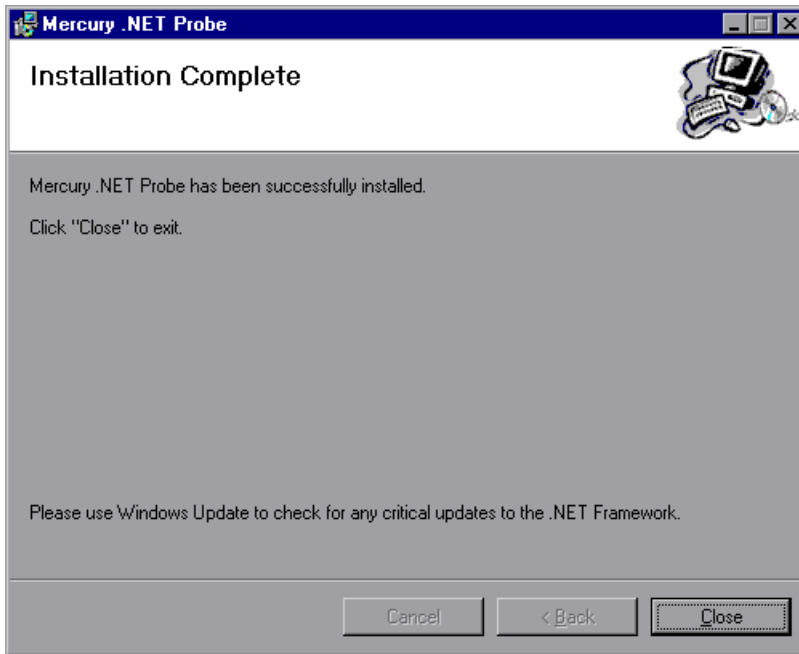 Mercury .NET Probe
Installation Complete
Mercury .NET Probe has been successfully installed.
Click "Close" to exit.
Please use Windows Update to check for any critical updates to the .NET Framework.
Cancel
< Back
Close